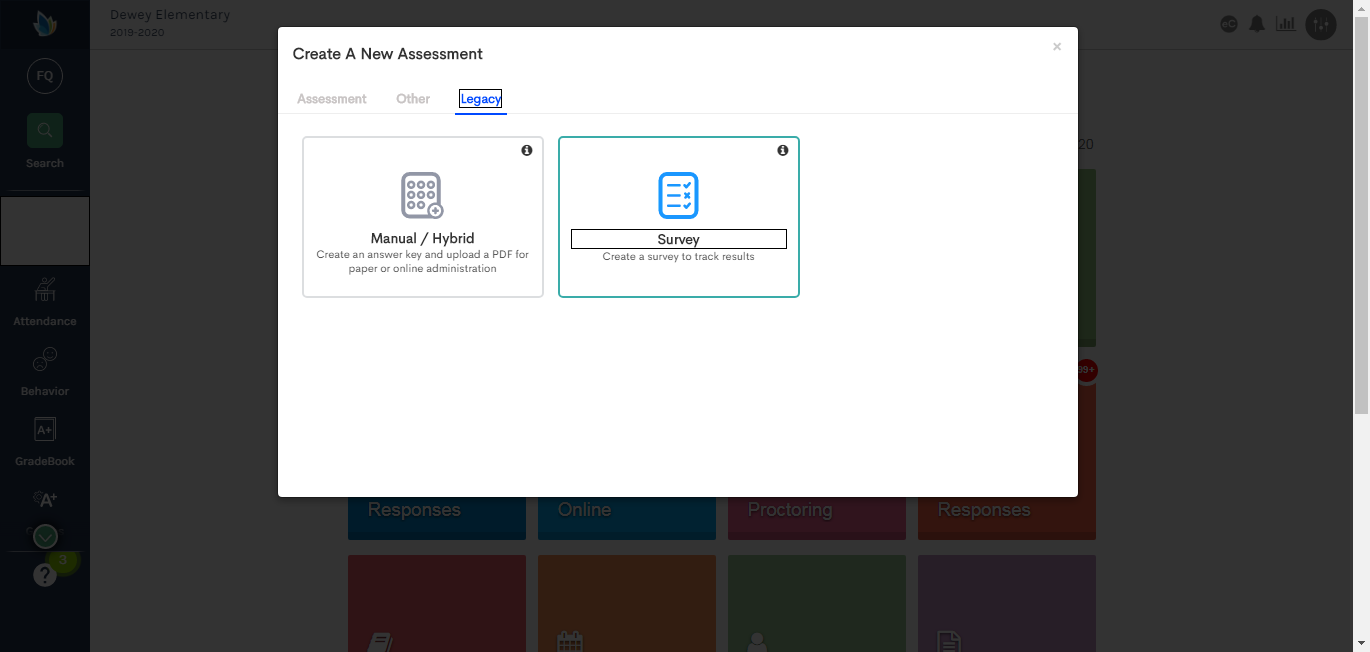 Dewey Elementary
2019-2020
eC
FQ
Search
Attendance
Behavior
A+
GradeBook
A+
3
?
Create A New Assessment
×
Assessment
Other
Legacy
Manual / Hybrid
Create an answer key and upload a PDF for
paper or online administration
Survey
Create a survey to track results
20
99+
Responses
Online
Proctoring
Responses